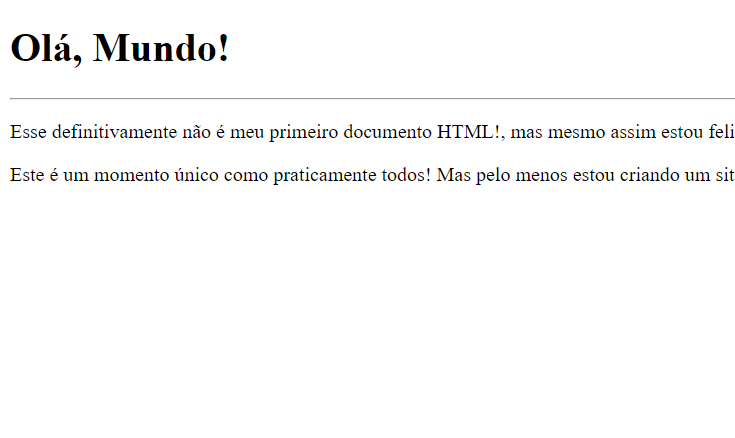 Olá, Mundo!
Esse definitivamente não é meu primeiro documento HTML!, mas mesmo assim estou feli
Este é um momento único como praticamente todos! Mas pelo menos estou criando um sit